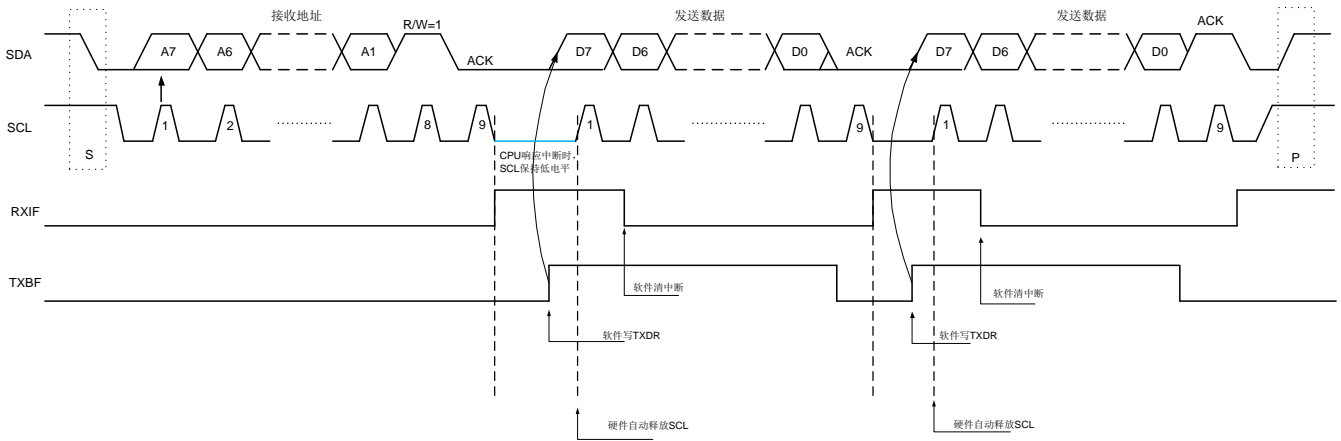 接收地址
发送数据
发送数据
R/W=1
ACK
SDA
A7
A6
A1
ACK
D7
D6
D0
ACK
D7
D6
D0
SCL
1
2
8
9
1
9
1
9
S
CPU响应中断时,
SCL保持低电平
P
RXIF
TXBF
软件清中断
软件清中断
软件写TXDR
软件写TXDR
硬件自动释放SCL
硬件自动释放SCL